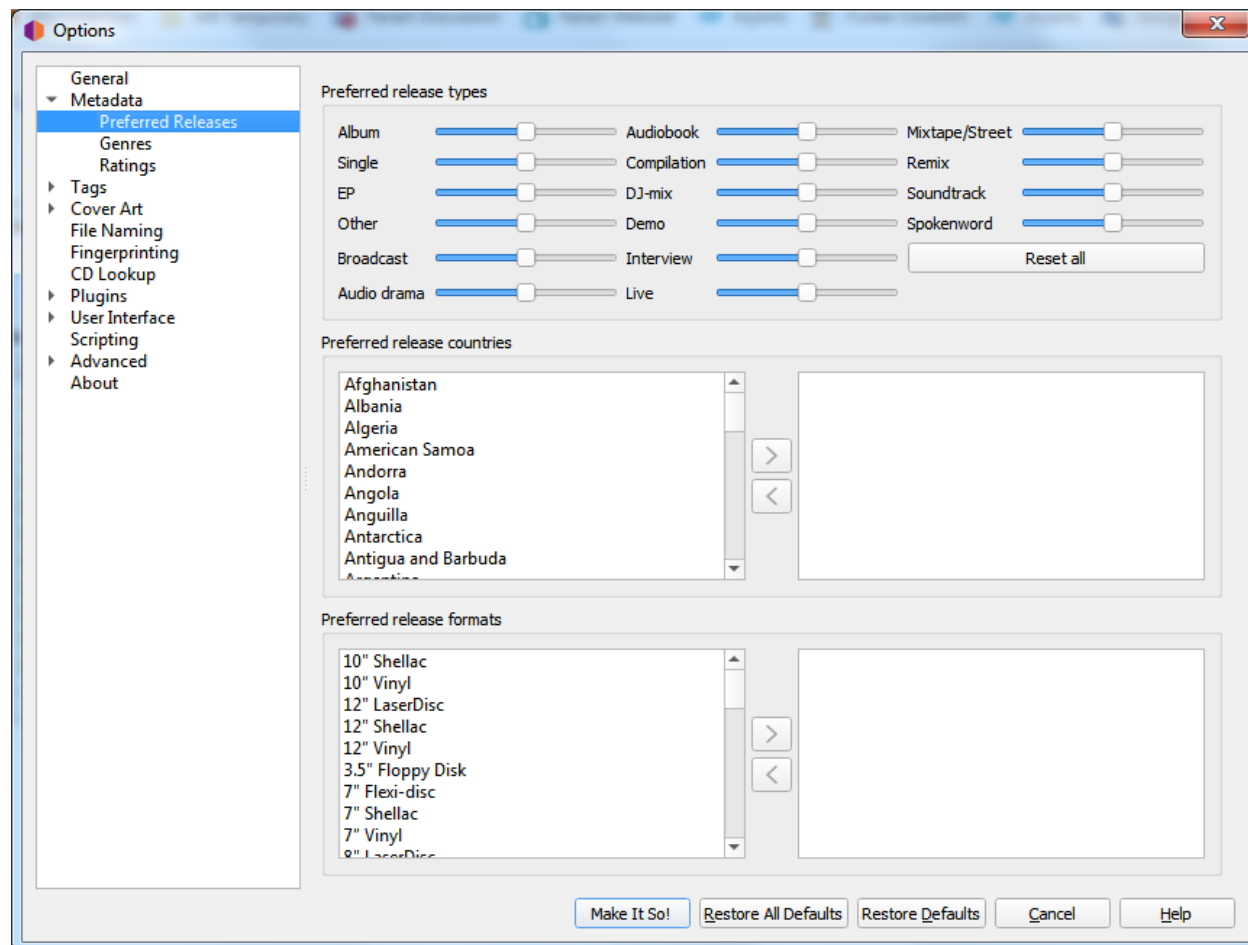 Options
General
Metadata
Preferred Releases
Genres
Ratings
Tags
Cover Art
File Naming
Fingerprinting
CD Lookup
Plugins
User Interface
Scripting
Advanced
About
Preferred release types
Album Audiobook Mixtape/Street
Single Compilation Remix
EP DJ-mix Soundtrack
Other Demo Spokenword
Broadcast Interview Reset all
Audio drama Live
Preferred release countries
Afghanistan
Albania
Algeria
American Samoa
Andorra
Angola
Anguilla
Antarctica
Antigua and Barbuda
Argentina
>
<
Preferred release formats
10" Shellac
10" Vinyl
12" LaserDisc
12" Shellac
12" Vinyl
3.5" Floppy Disk
7" Flexi-disc
7" Shellac
7" Vinyl
8" LaserDisc
>
<
Make It So! Restore All Defaults Restore Defaults Cancel Help